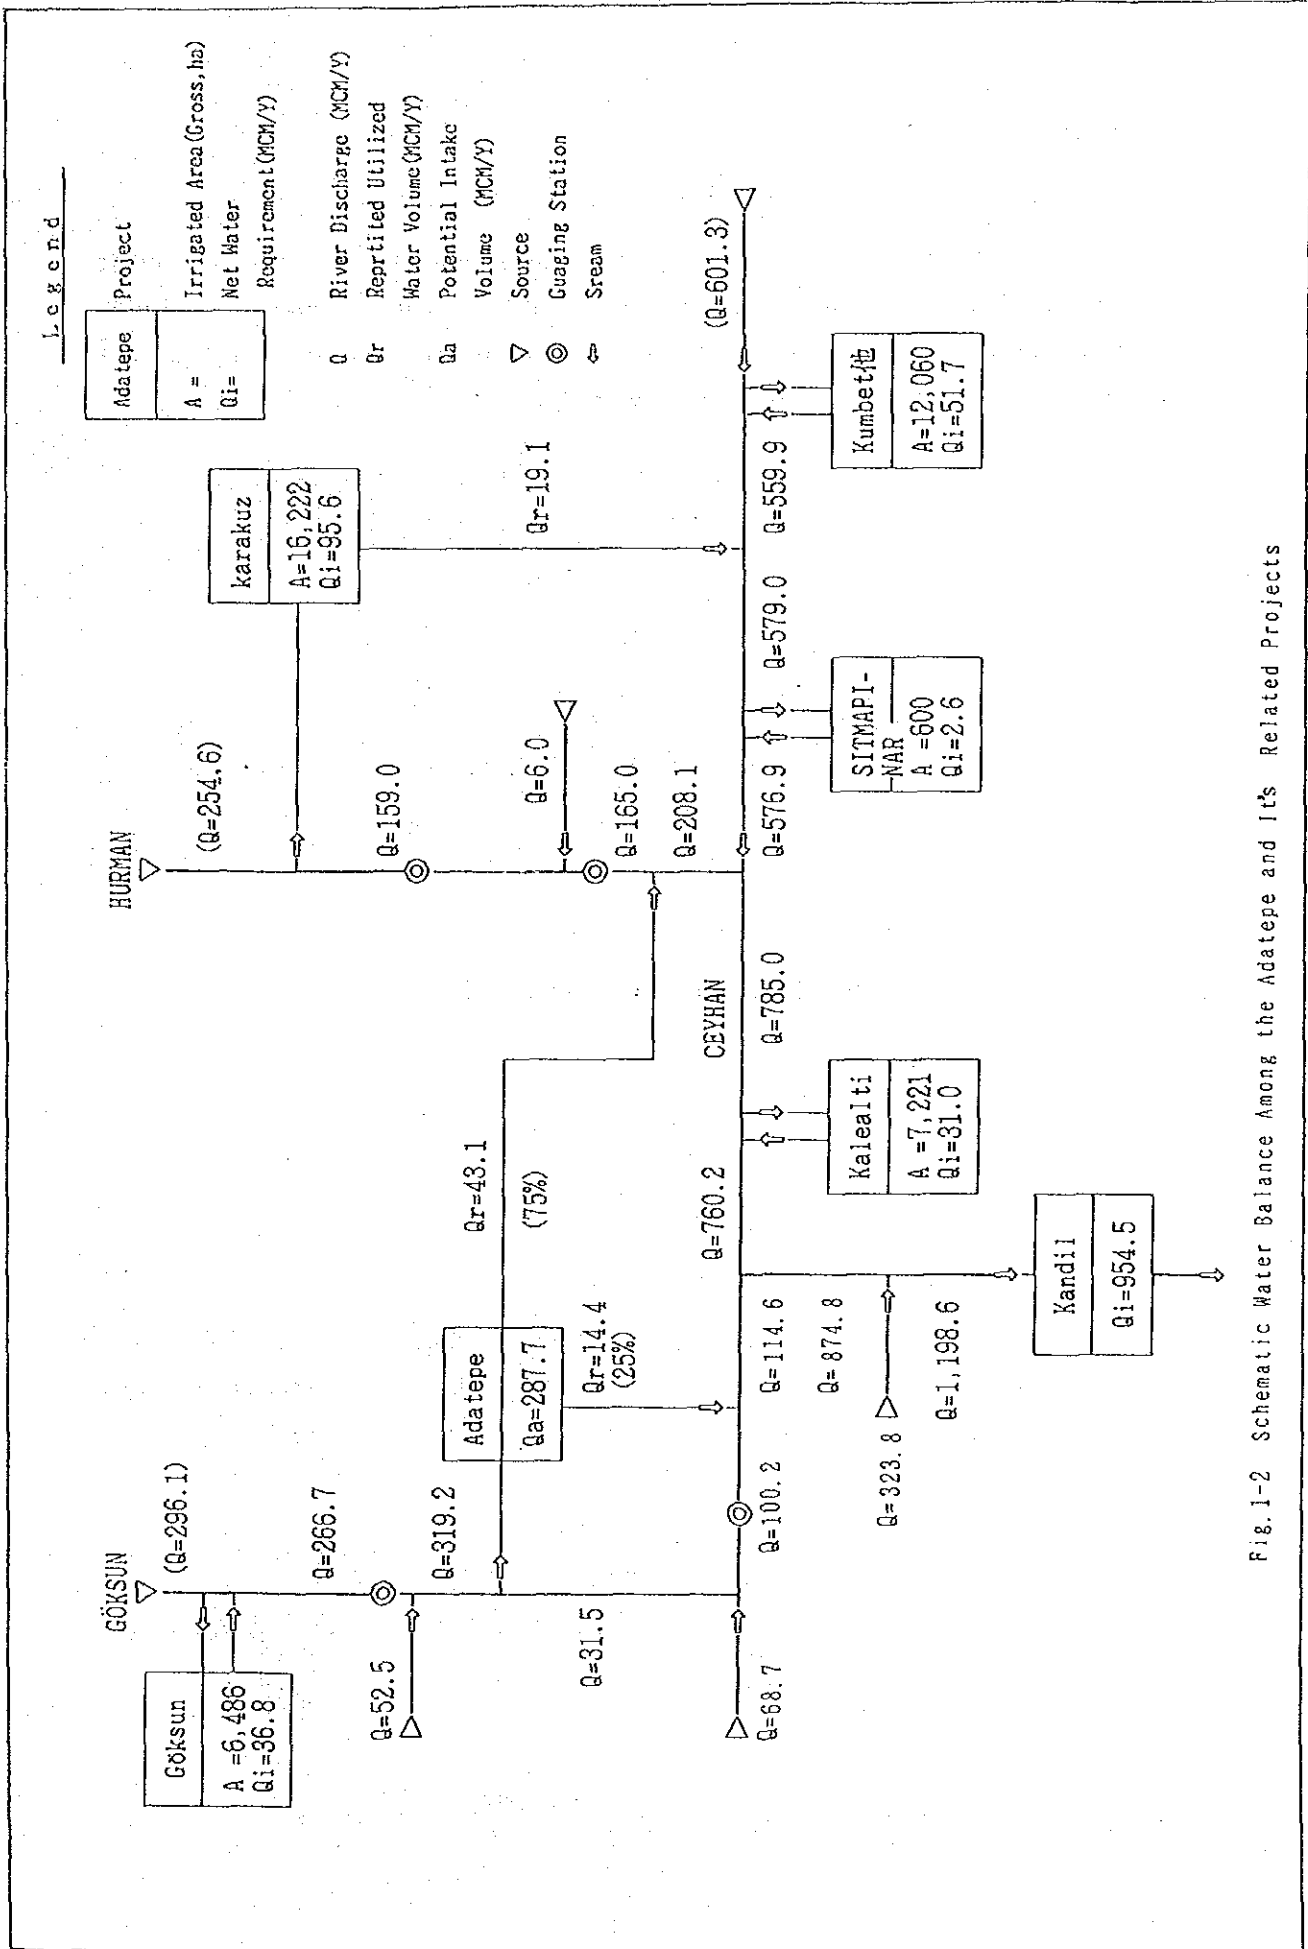 Legend
Adatepe
Project
A =
Qi=
Irrigated Area(Gross,ha)
Net Water
Requirement(MCM/Y)
Q River Discharge (MCM/Y)
Qr Reprtited Utilized
Water Volume(MCM/Y)
Qa Potential Intake
Volume (MCM/Y)
Source
Guaging Station
Sream
GÖKSUN
(Q=296.1)
Göksun
A =6,486
Qi=36.8
Q=266.7
Q=52.5
Q=319.2
Q=31.5
Q=68.7
Adatepe
Qa=287.7
Qr=14.4
(25%)
Qr=43.1
(75%)
Q=100.2
Q=114.6
Q=760.2
Q=874.8
Q=323.8
Q=1,198.6
Kandil
Qi=954.5
HURMAN
(Q=254.6)
karakuz
A=16,222
Qi=95.6
Q=159.0
Q=6.0
Q=165.0
Q=208.1
Qr=19.1
CEYHAN
Q=785.0
Kalealti
A =7,221
Qi=31.0
Q=576.9
SITMAPI-
NAR
A =600
Qi=2.6
Q=579.0
Q=559.9
Kumbet他
A=12,060
Qi=51.7
(Q=601.3)
Fig. 1-2 Schematic Water Balance Among the Adatepe and It's Related Projects